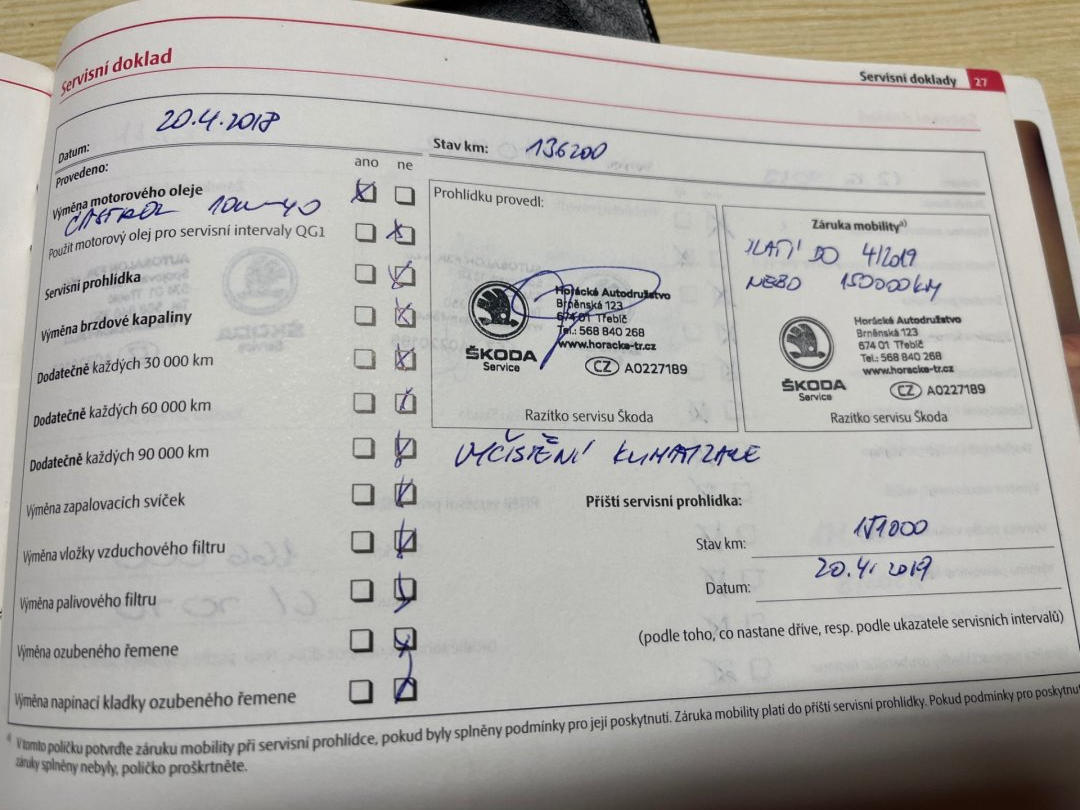 Servisní doklad
Servisní doklady 27
Datum: 20.4.2018
Stav km: 136200
Provedeno: ano ne
Výměna motorového oleje
CASTROL 10W-40
Použit motorový olej pro servisní intervaly QG1
Servisní prohlídka
Výměna brzdové kapaliny
Dodatečně každých 30 000 km
Dodatečně každých 60 000 km
Dodatečně každých 90 000 km
Výměna zapalovacích svíček
Výměna vložky vzduchového filtru
Výměna palivového filtru
Výměna ozubeného řemene
Výměna napínací kladky ozubeného řemene
Prohlídku provedl:
Horácké Autodružstvo
Brněnská 123
674 01 Třebíč
Tel.: 568 840 268
www.horacka-tr.cz
ŠKODA
Service
CZ A0227189
Razítko servisu Škoda
Záruka mobility a)
PLATÍ DO 4/2019
NEBO 150000KM
Horácké Autodružstvo
Brněnská 123
674 01 Třebíč
Tel.: 568 840 268
www.horacka-tr.cz
ŠKODA
Service
CZ A0227189
Razítko servisu Škoda
VYČIŠTĚNÍ KLIMATIZACE
Příští servisní prohlídka:
Stav km: 151000
Datum: 20.4. 2019
(podle toho, co nastane dříve, resp. podle ukazatele servisních intervalů)
a) V tomto políčku potvrďte záruku mobility při servisní prohlídce, pokud byly splněny podmínky pro její poskytnutí. Záruka mobility platí do příští servisní prohlídky. Pokud podmínky pro poskytnut
záruky splněny nebyly, políčko proškrtněte.